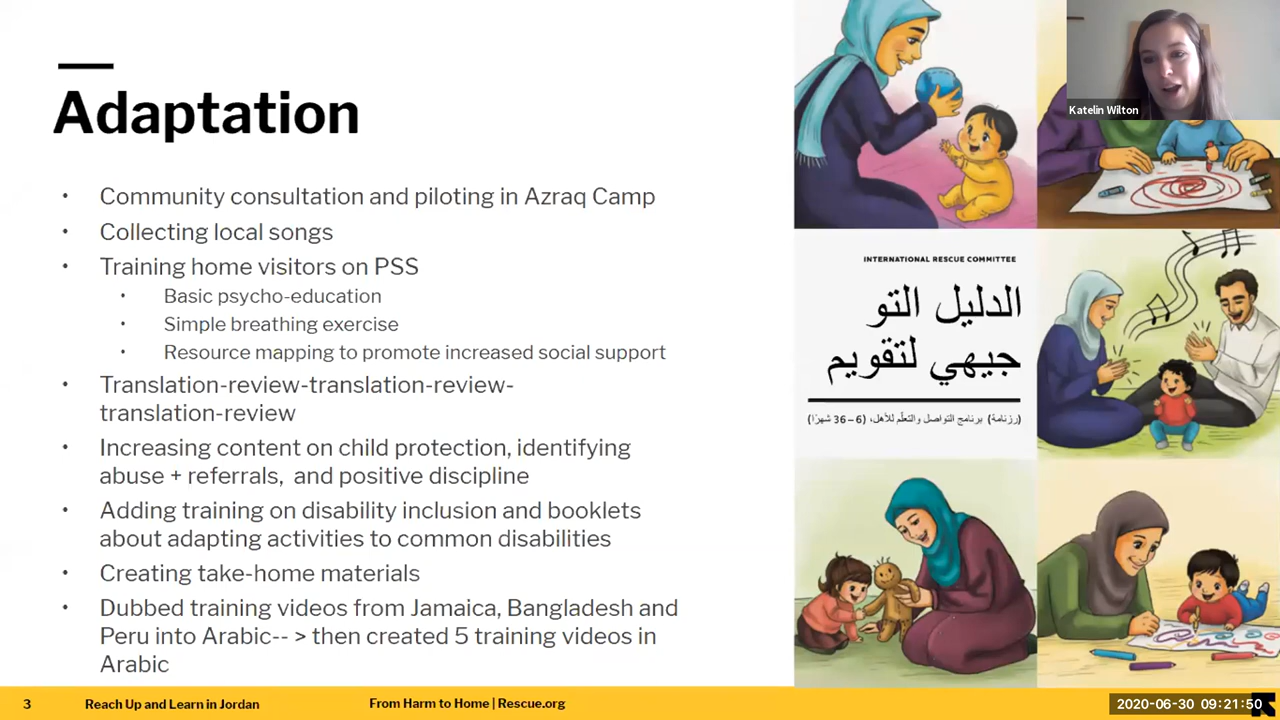 Adaptation
• Community consultation and piloting in Azraq Camp
• Collecting local songs
• Training home visitors on PSS
• Basic psycho-education
• Simple breathing exercise
• Resource mapping to promote increased social support
• Translation-review-translation-review-
translation-review
• Increasing content on child protection, identifying
abuse + referrals, and positive discipline
• Adding training on disability inclusion and booklets
about adapting activities to common disabilities
• Creating take-home materials
• Dubbed training videos from Jamaica, Bangladesh and
Peru into Arabic-- > then created 5 training videos in
Arabic
Katelin Wilton
INTERNATIONAL RESCUE COMMITTEE
الدليل التو
جيهي لتقويم
(رزنامة) برنامج التواصل والتعلّم للأهل، (6 – 36 شهرًا)
3 Reach Up and Learn in Jordan From Harm to Home | Rescue.org
2020-06-30 09:21:50